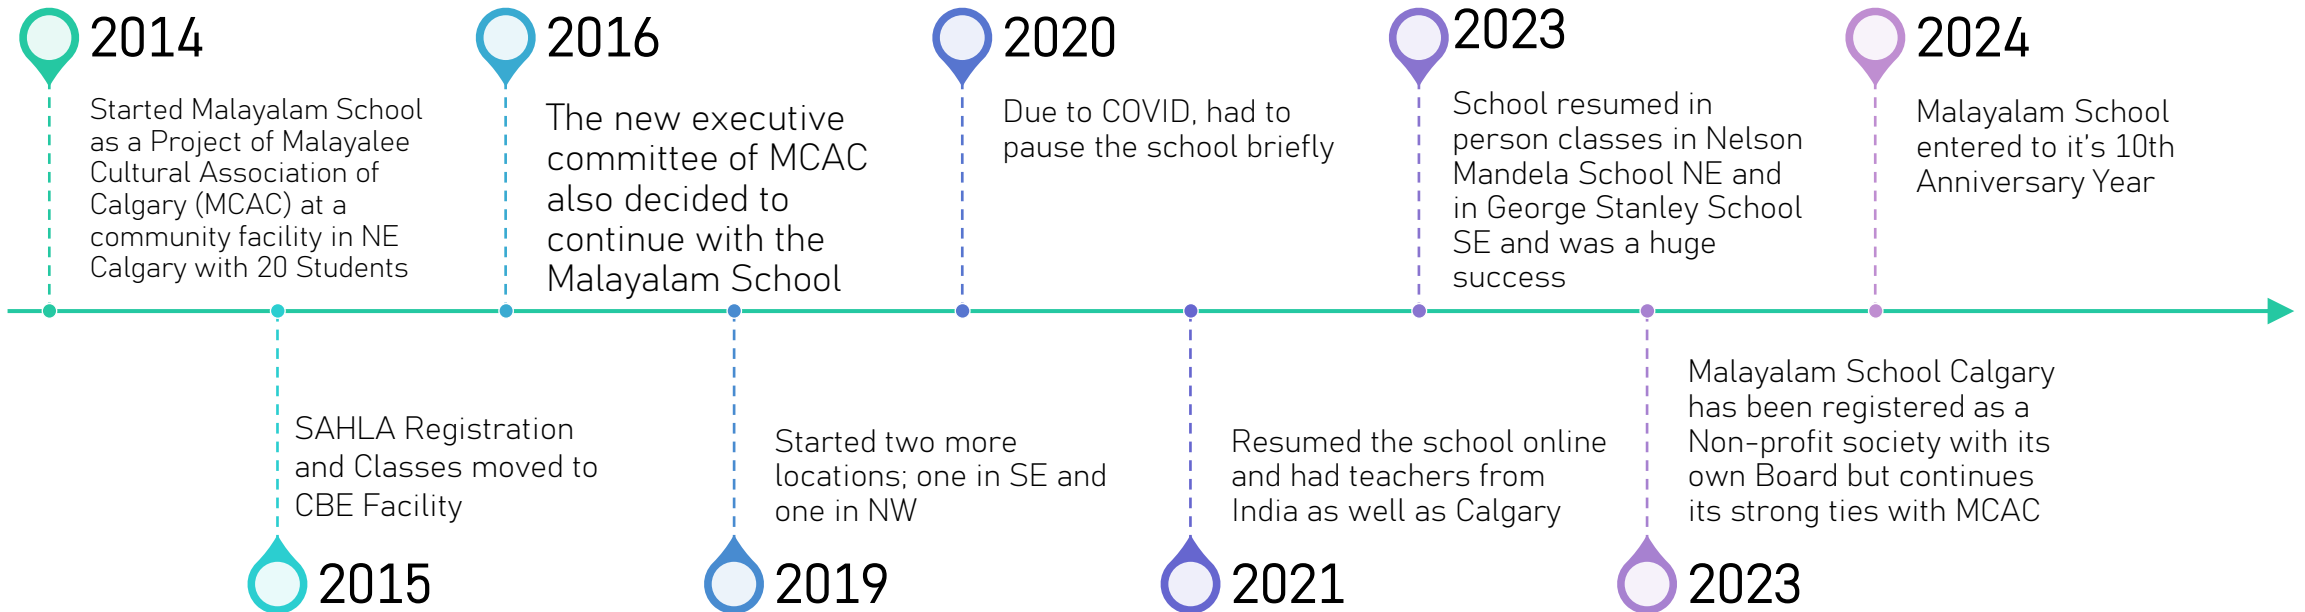 2014
Started Malayalam School
as a Project of Malayalee
Cultural Association of
Calgary (MCAC) at a
community facility in NE
Calgary with 20 Students
2016
The new executive
committee of MCAC
also decided to
continue with the
Malayalam School
2020
Due to COVID, had to
pause the school briefly
2023
School resumed in
person classes in Nelson
Mandela School NE and
in George Stanley School
SE and was a huge
success
2024
Malayalam School
entered to it’s 10th
Anniversary Year
SAHLA Registration
and Classes moved to
CBE Facility
2015
Started two more
locations; one in SE and
one in NW
2019
Resumed the school online
and had teachers from
India as well as Calgary
2021
Malayalam School Calgary
has been registered as a
Non-profit society with its
own Board but continues
its strong ties with MCAC
2023